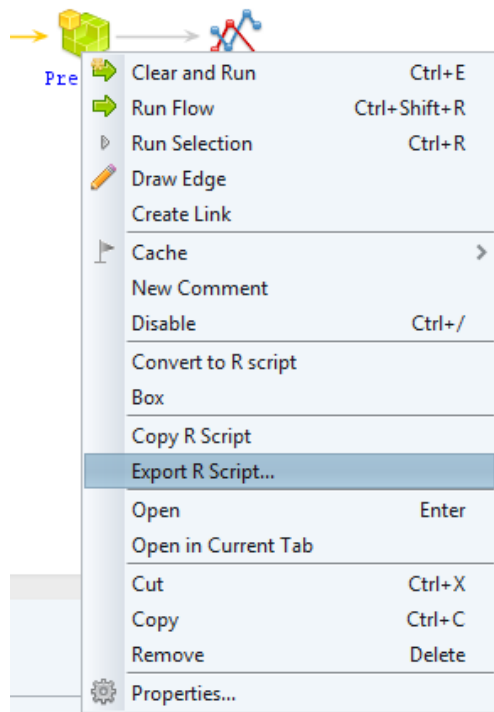 Pre
Clear and Run Ctrl+E
Run Flow Ctrl+Shift+R
Run Selection Ctrl+R
Draw Edge
Create Link
Cache
New Comment
Disable Ctrl+/
Convert to R script
Box
Copy R Script
Export R Script...
Open Enter
Open in Current Tab
Cut Ctrl+X
Copy Ctrl+C
Remove Delete
Properties...